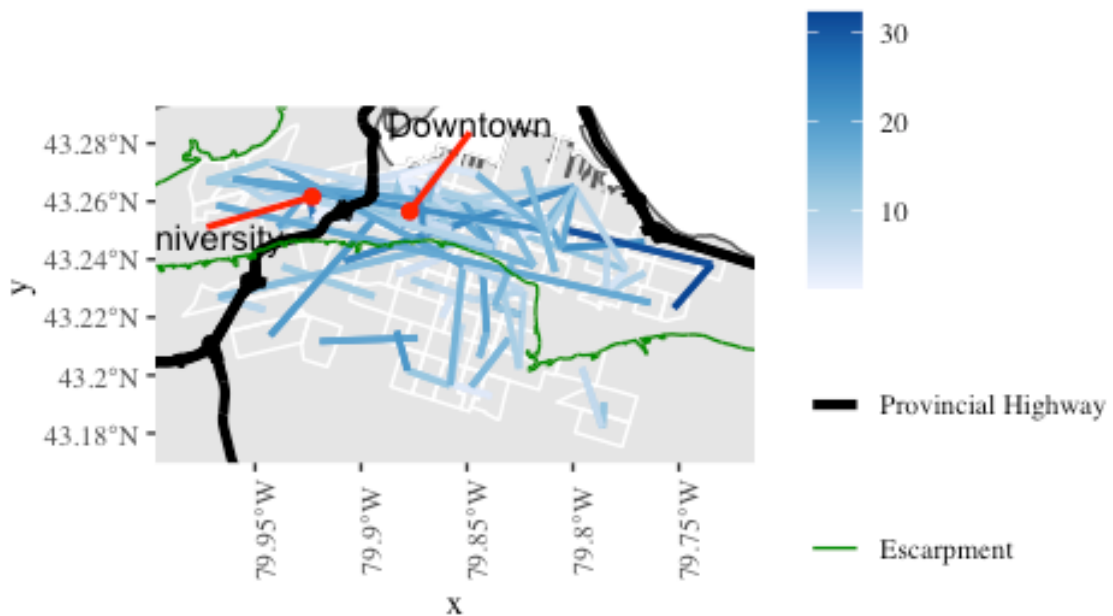 30
20
10
Downtown
niversity
43.28°N
43.26°N
43.24°N
43.22°N
43.2°N
43.18°N
y
79.95°W
79.9°W
79.85°W
79.8°W
79.75°W
x
Provincial Highway
Escarpment